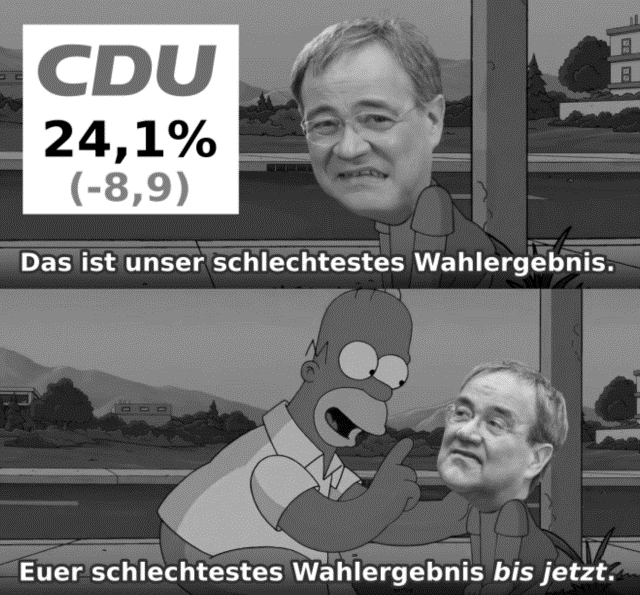 CDU
24,1%
(-8,9)
Das ist unser schlechtestes Wahlergebnis.
Euer schlechtestes Wahlergebnis bis jetzt.